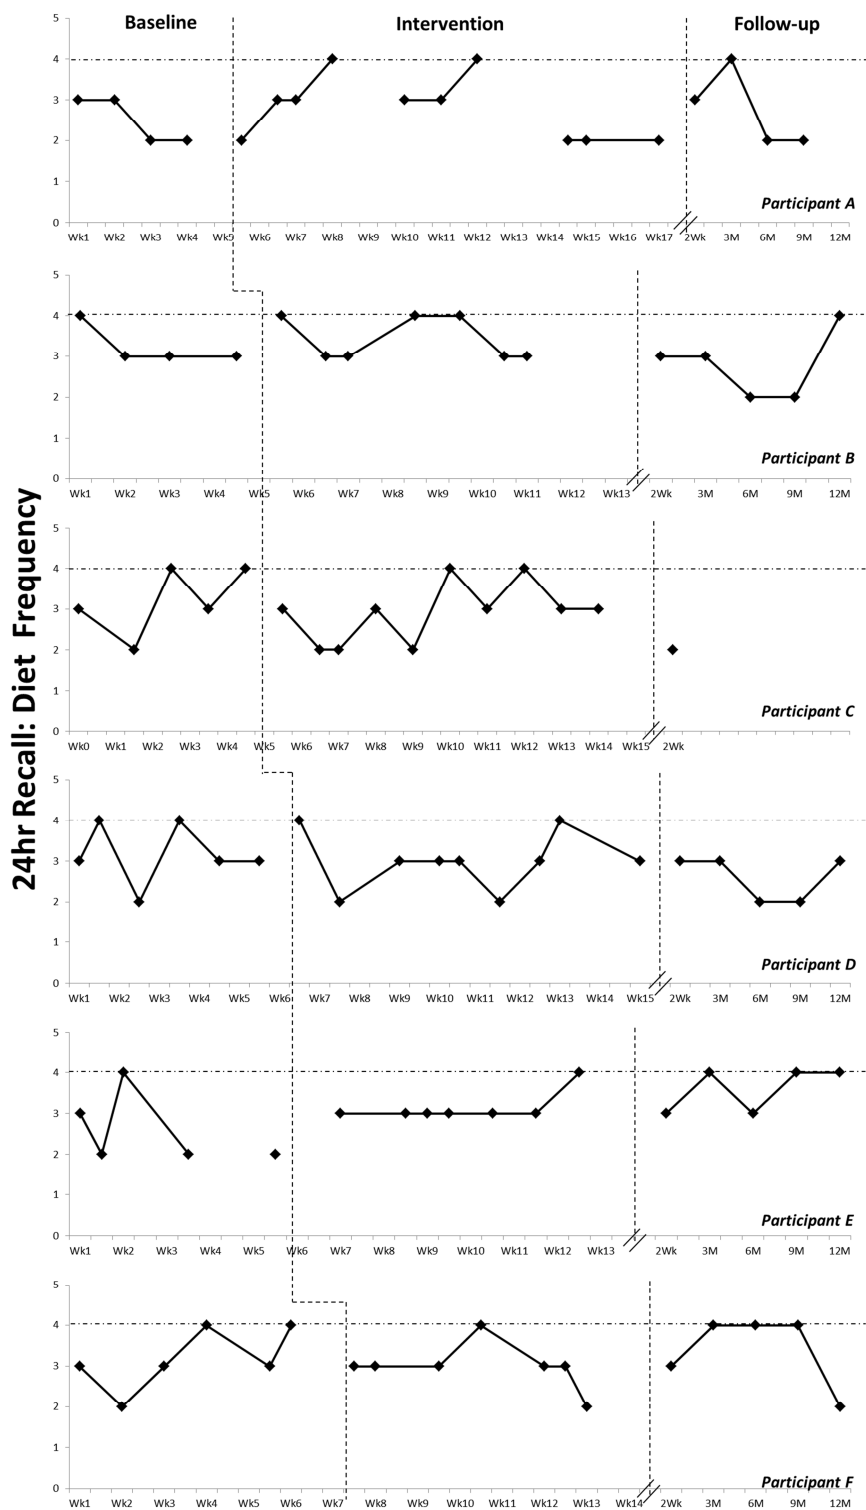 Baseline Intervention Follow-up
24hr Recall: Diet Frequency
5
4
3
2
1
0
Participant A
Wk1 Wk2 Wk3 Wk4 Wk5 Wk6 Wk7 Wk8 Wk9 Wk10 Wk11 Wk12 Wk13 Wk14 Wk15 Wk16 Wk17 2Wk 3M 6M 9M 12M
5
4
3
2
1
0
Participant B
Wk1 Wk2 Wk3 Wk4 Wk5 Wk6 Wk7 Wk8 Wk9 Wk10 Wk11 Wk12 Wk13 2Wk 3M 6M 9M 12M
5
4
3
2
1
0
Participant C
Wk0 Wk1 Wk2 Wk3 Wk4 Wk5 Wk6 Wk7 Wk8 Wk9 Wk10 Wk11 Wk12 Wk13 Wk14 Wk15 2Wk
5
4
3
2
1
0
Participant D
Wk1 Wk2 Wk3 Wk4 Wk5 Wk6 Wk7 Wk8 Wk9 Wk10 Wk11 Wk12 Wk13 Wk14 Wk15 2Wk 3M 6M 9M 12M
5
4
3
2
1
0
Participant E
Wk1 Wk2 Wk3 Wk4 Wk5 Wk6 Wk7 Wk8 Wk9 Wk10 Wk11 Wk12 Wk13 2Wk 3M 6M 9M 12M
5
4
3
2
1
0
Participant F
Wk1 Wk2 Wk3 Wk4 Wk5 Wk6 Wk7 Wk8 Wk9 Wk10 Wk11 Wk12 Wk13 Wk14 2Wk 3M 6M 9M 12M